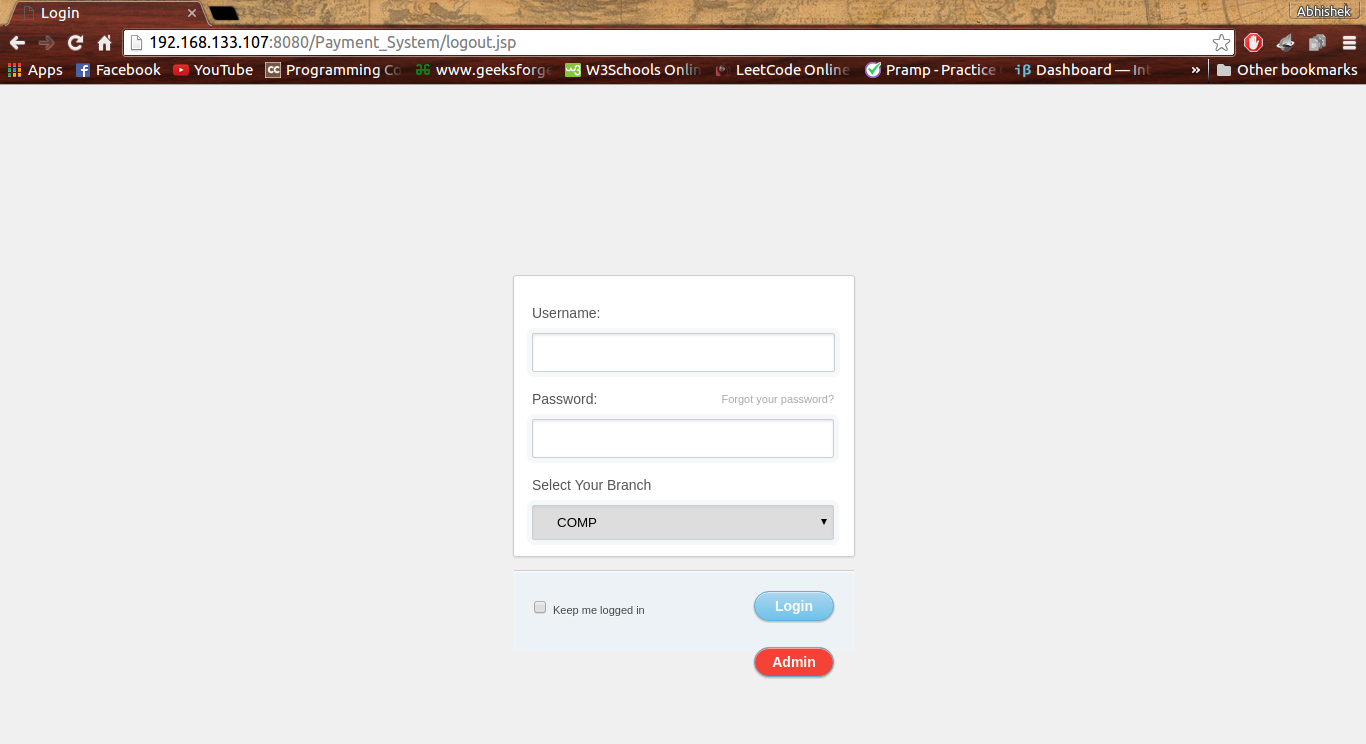 Login
Abhishek
192.168.133.107:8080/Payment_System/logout.jsp
Apps Facebook YouTube Programming Co www.geeksforge W3Schools Onlin LeetCode Online Pramp - Practice Dashboard — Int » Other bookmarks
Username:
Password: Forgot your password?
Select Your Branch
COMP
Keep me logged in Login
Admin